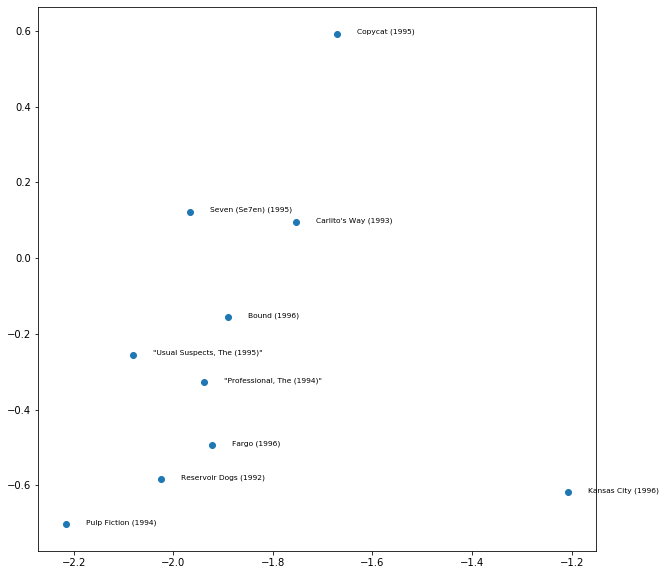 0.6
0.4
0.2
0.0
−0.2
−0.4
−0.6
Copycat (1995)
Seven (Se7en) (1995)
Carlito's Way (1993)
Bound (1996)
"Usual Suspects, The (1995)"
"Professional, The (1994)"
Fargo (1996)
Reservoir Dogs (1992)
Kansas City (1996)
Pulp Fiction (1994)
−2.2
−2.0
−1.8
−1.6
−1.4
−1.2